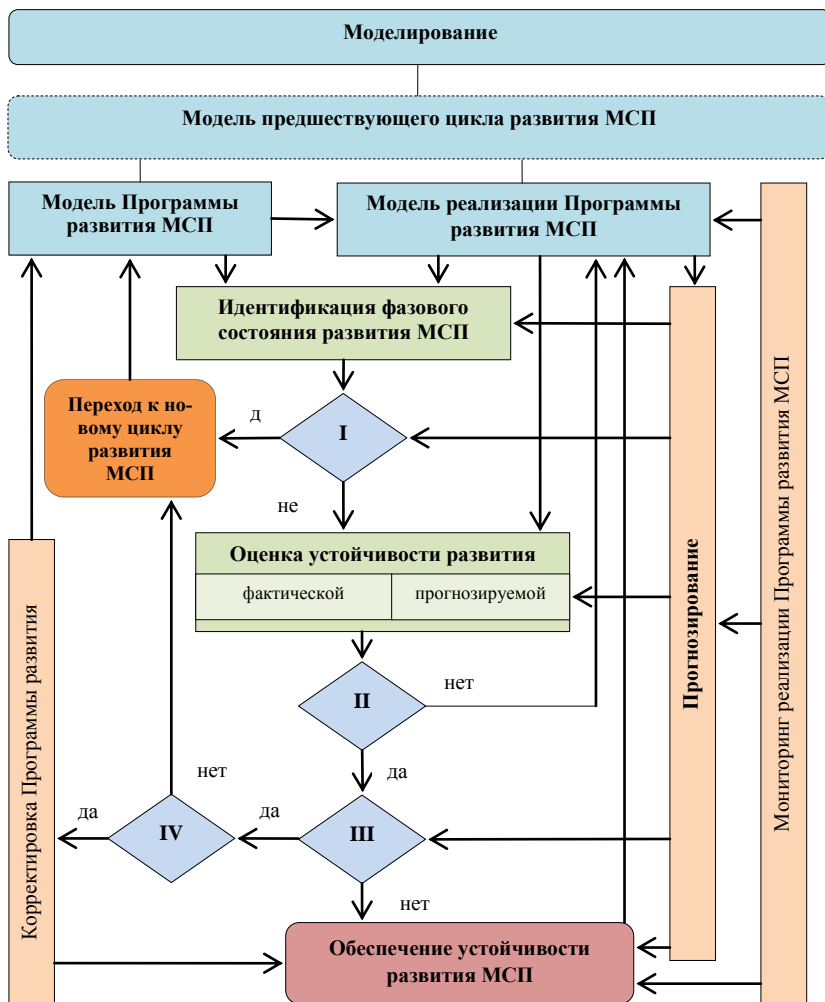 Моделирование
Модель предшествующего цикла развития МСП
Модель Программы
развития МСП
Модель реализации Программы
развития МСП
Идентификация фазового
состояния развития МСП
Переход к но-
вому циклу
развития
МСП
д
I
не
Оценка устойчивости развития
фактической
прогнозируемой
II
нет
да
нет
да
IV
да
III
нет
Обеспечение устойчивости
развития МСП
Корректировка Программы развития
Прогнозирование
Мониторинг реализации Программы развития МСП